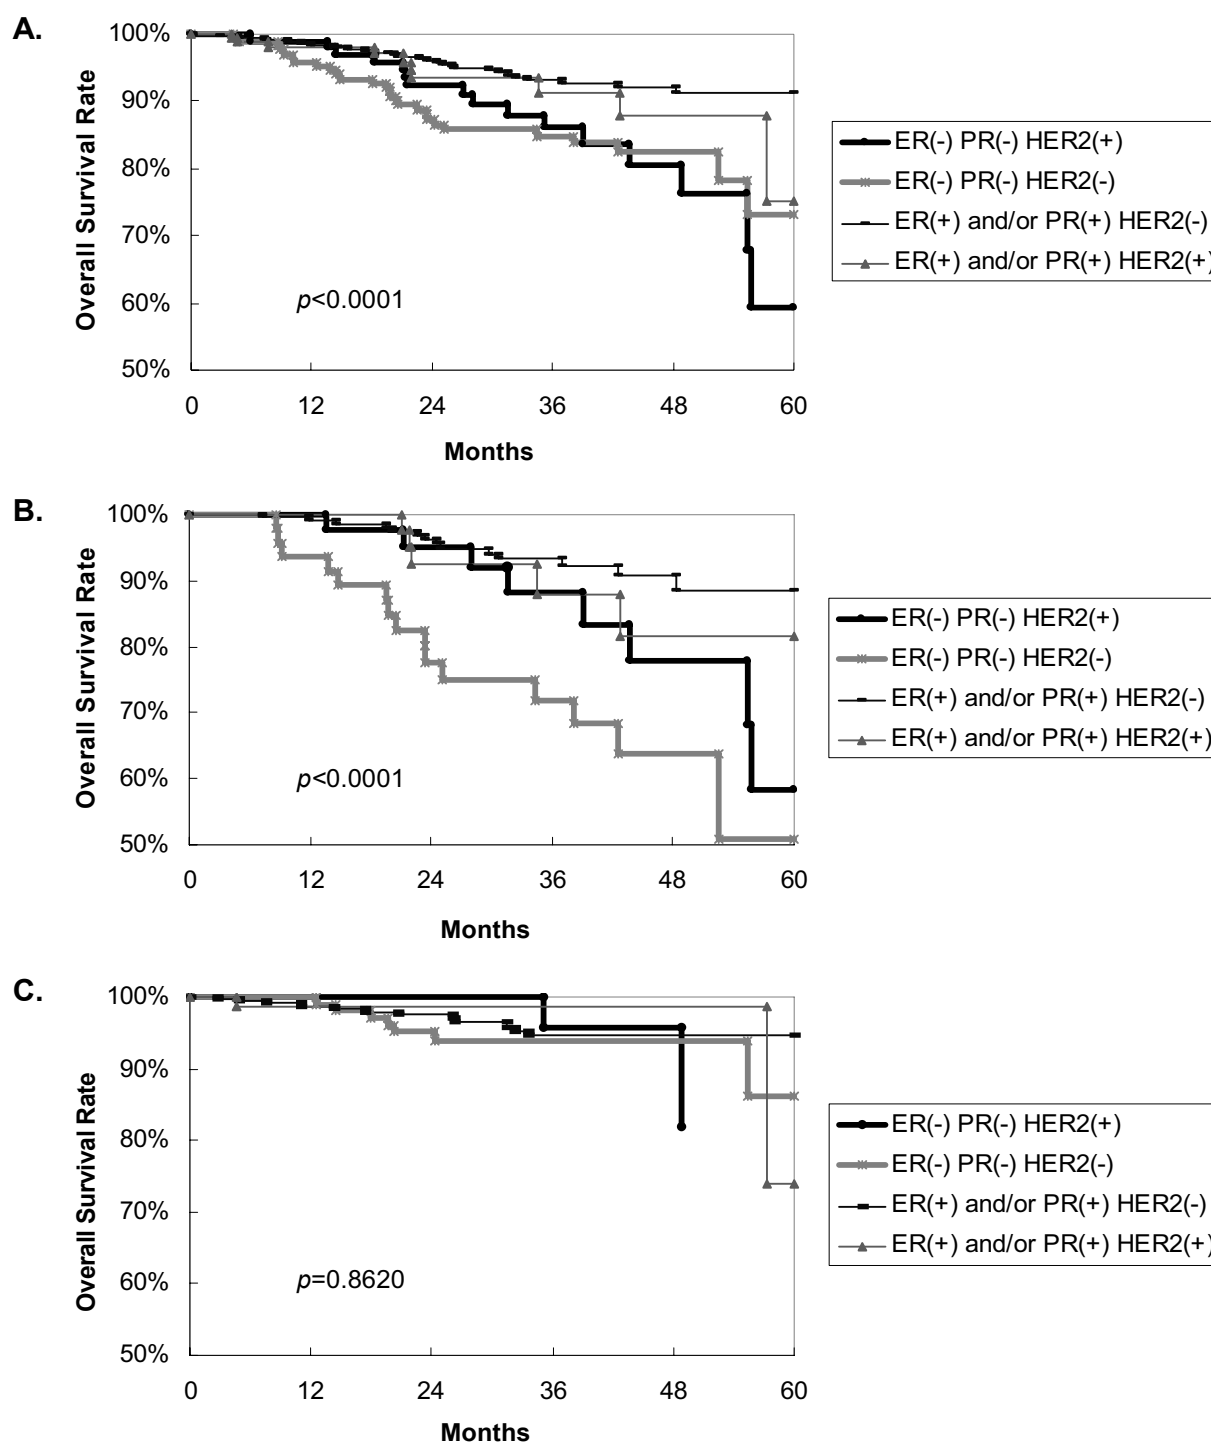 A.
100%
90%
80%
70%
60%
50%
Overall Survival Rate
p<0.0001
0 12 24 36 48 60
Months
ER(-) PR(-) HER2(+)
ER(-) PR(-) HER2(-)
ER(+) and/or PR(+) HER2(-)
ER(+) and/or PR(+) HER2(+)
B.
100%
90%
80%
70%
60%
50%
Overall Survival Rate
p<0.0001
0 12 24 36 48 60
Months
ER(-) PR(-) HER2(+)
ER(-) PR(-) HER2(-)
ER(+) and/or PR(+) HER2(-)
ER(+) and/or PR(+) HER2(+)
C.
100%
90%
80%
70%
60%
50%
Overall Survival Rate
p=0.8620
0 12 24 36 48 60
Months
ER(-) PR(-) HER2(+)
ER(-) PR(-) HER2(-)
ER(+) and/or PR(+) HER2(-)
ER(+) and/or PR(+) HER2(+)